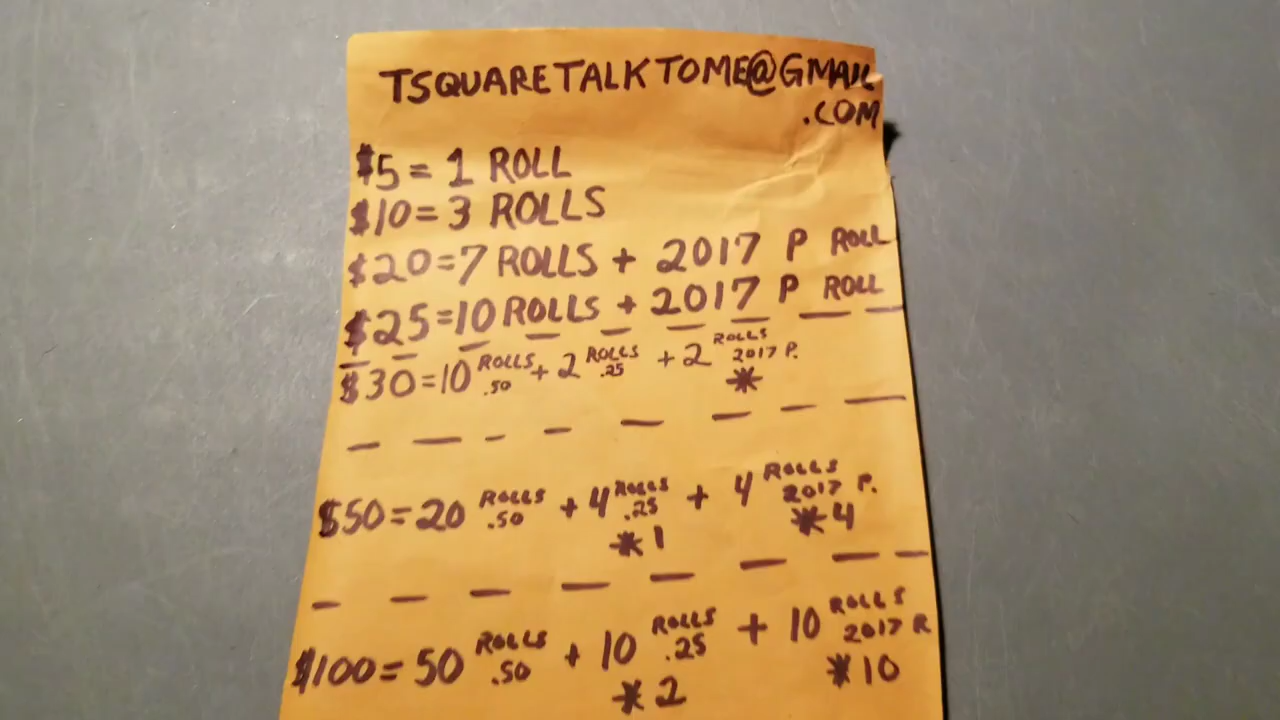 TSQUARETALKTOME@GMAIL
.COM
$5 = 1 ROLL
$10 = 3 ROLLS
$20 = 7 ROLLS + 2017 P ROLL
$25 = 10 ROLLS + 2017 P ROLL
$30 = 10 ROLLS .50 + 2 ROLLS .25 + 2 ROLLS 2017 P.
*
$50 = 20 ROLLS .50 + 4 ROLLS .25 + 4 ROLLS 2017 P.
*1 *4
$100 = 50 ROLLS .50 + 10 ROLLS .25 + 10 ROLLS 2017 P.
*2 *10